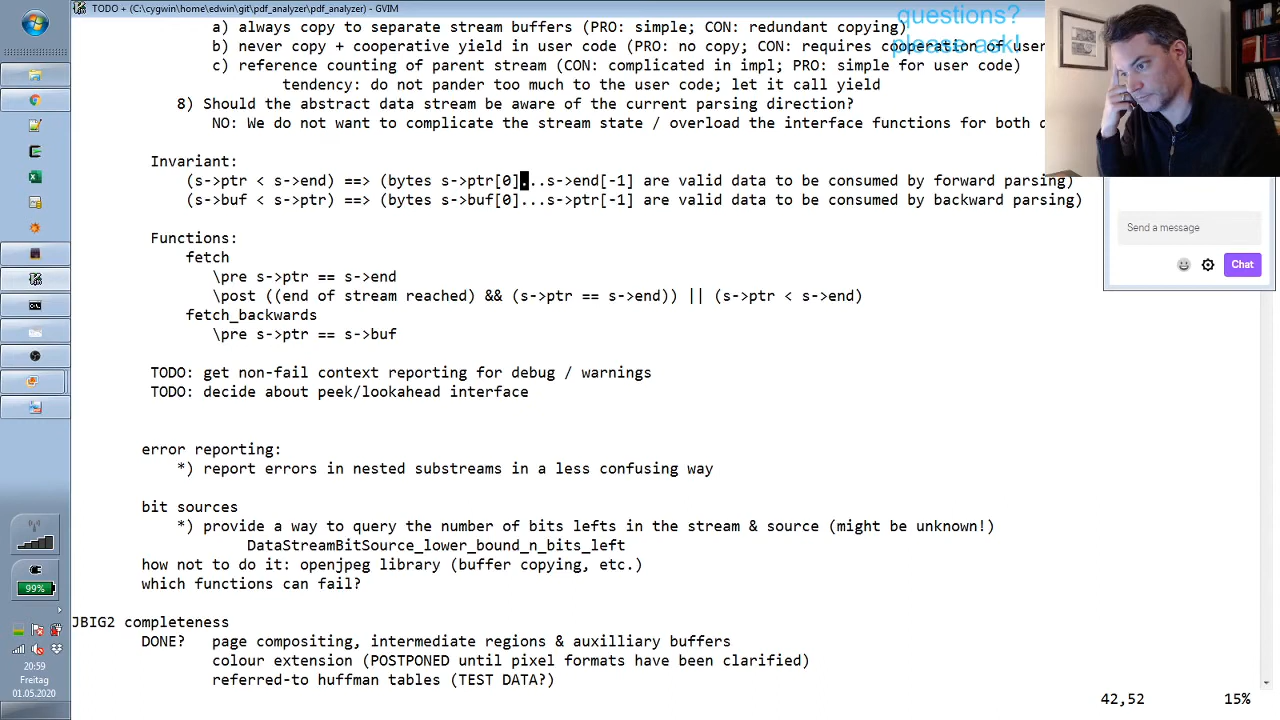 TODO + (C:\cygwin\home\edwin\git\pdf_analyzer\pdf_analyzer) - GVIM
a) always copy to separate stream buffers (PRO: simple; CON: redundant copying)
b) never copy + cooperative yield in user code (PRO: no copy; CON: requires cooperation of user
c) reference counting of parent stream (CON: complicated in impl; PRO: simple for user code)
tendency: do not pander too much to the user code; let it call yield
8) Should the abstract data stream be aware of the current parsing direction?
NO: We do not want to complicate the stream state / overload the interface functions for both
questions?
please ask!
Invariant:
(s->ptr < s->end) ==> (bytes s->ptr[0]...s->end[-1] are valid data to be consumed by forward parsing)
(s->buf < s->ptr) ==> (bytes s->buf[0]...s->ptr[-1] are valid data to be consumed by backward parsing)
Functions:
fetch
\pre s->ptr == s->end
\post ((end of stream reached) && (s->ptr == s->end)) || (s->ptr < s->end)
fetch_backwards
\pre s->ptr == s->buf
TODO: get non-fail context reporting for debug / warnings
TODO: decide about peek/lookahead interface
error reporting:
*) report errors in nested substreams in a less confusing way
bit sources
*) provide a way to query the number of bits lefts in the stream & source (might be unknown!)
DataStreamBitSource_lower_bound_n_bits_left
how not to do it: openjpeg library (buffer copying, etc.)
which functions can fail?
JBIG2 completeness
DONE? page compositing, intermediate regions & auxilliary buffers
colour extension (POSTPONED until pixel formats have been clarified)
referred-to huffman tables (TEST DATA?)
42,52 15%
Send a message
Chat
99%
20:59
Freitag
01.05.2020